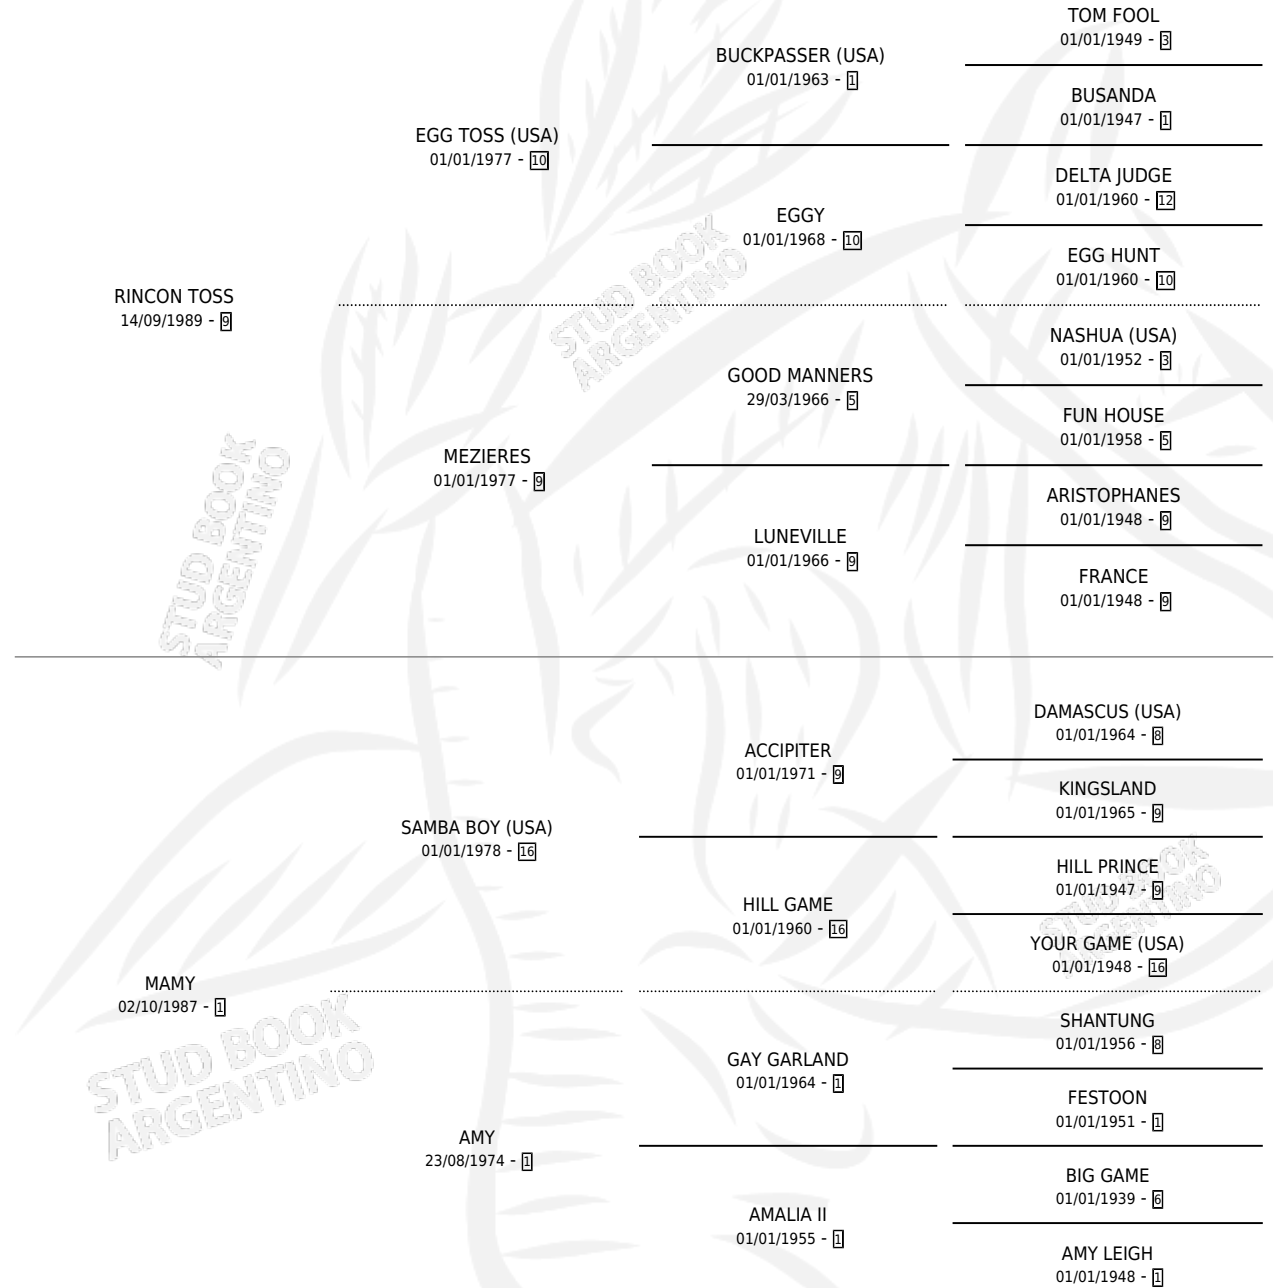 RINCON TOSS
14/09/1989 - 9
EGG TOSS (USA)
01/01/1977 - 10
MEZIERES
01/01/1977 - 9
BUCKPASSER (USA)
01/01/1963 - 1
EGGY
01/01/1968 - 10
GOOD MANNERS
29/03/1966 - 5
LUNEVILLE
01/01/1966 - 9
TOM FOOL
01/01/1949 - 3
BUSANDA
01/01/1947 - 1
DELTA JUDGE
01/01/1960 - 12
EGG HUNT
01/01/1960 - 10
NASHUA (USA)
01/01/1952 - 3
FUN HOUSE
01/01/1958 - 5
ARISTOPHANES
01/01/1948 - 9
FRANCE
01/01/1948 - 9
MAMY
02/10/1987 - 1
SAMBA BOY (USA)
01/01/1978 - 16
AMY
23/08/1974 - 1
ACCIPITER
01/01/1971 - 9
HILL GAME
01/01/1960 - 16
GAY GARLAND
01/01/1964 - 1
AMALIA II
01/01/1955 - 1
DAMASCUS (USA)
01/01/1964 - 8
KINGSLAND
01/01/1965 - 9
HILL PRINCE
01/01/1947 - 9
YOUR GAME (USA)
01/01/1948 - 16
SHANTUNG
01/01/1956 - 8
FESTOON
01/01/1951 - 1
BIG GAME
01/01/1939 - 6
AMY LEIGH
01/01/1948 - 1
STUD BOOK
ARGENTINO
STUD BOOK
ARGENTINO
STUD BOOK
ARGENTINO
STUD BOOK
ARGENTINO